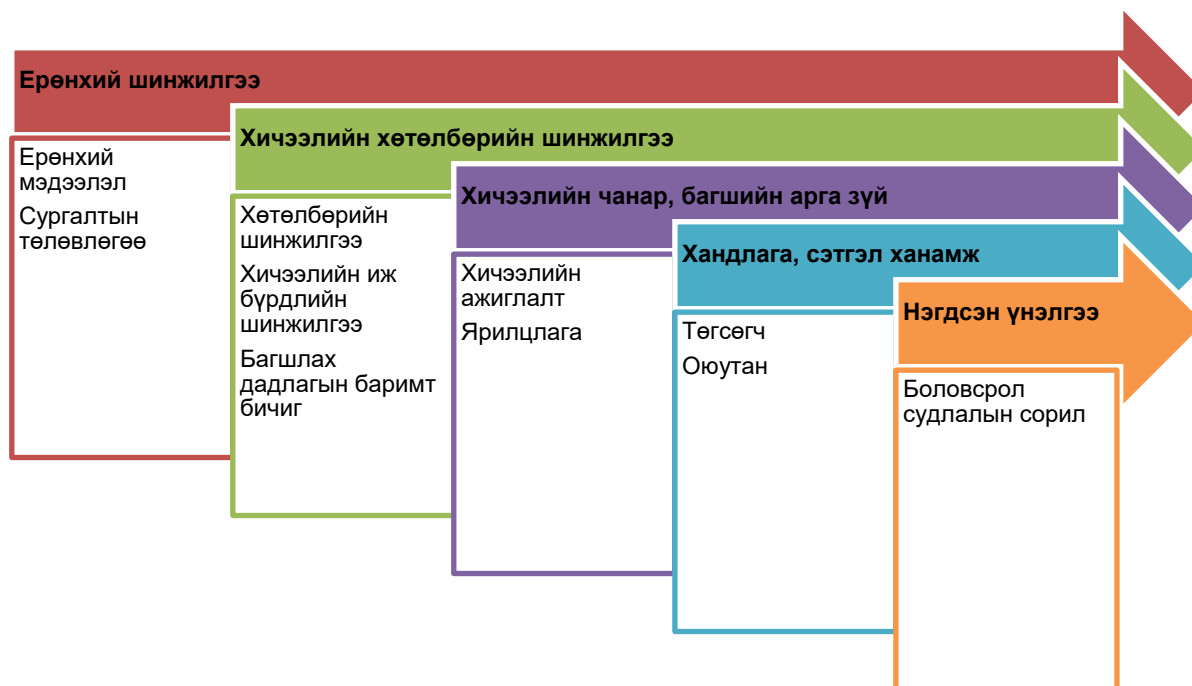 Ерөнхий шинжилгээ
Ерөнхий
мэдээлэл
Сургалтын
төлөвлөгөө
Хичээлийн хөтөлбөрийн шинжилгээ
Хөтөлбөрийн
шинжилгээ
Хичээлийн иж
бүрдлийн
шинжилгээ
Багшлах
дадлагын баримт
бичиг
Хичээлийн чанар, багшийн арга зүй
Хичээлийн
ажиглалт
Ярилцлага
Хандлага, сэтгэл ханамж
Төгсөгч
Оюутан
Нэгдсэн үнэлгээ
Боловсрол
судлалын сорил